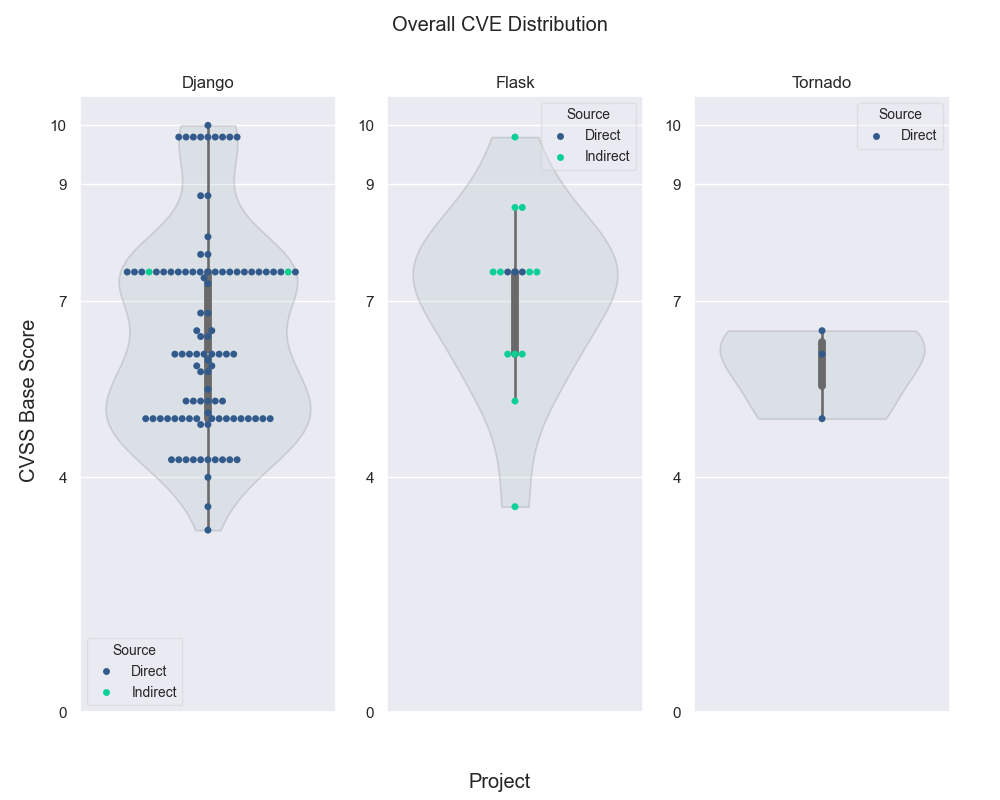 Overall CVE Distribution
Django
Flask
Tornado
CVSS Base Score
10
9
7
4
0
Source
Direct
Indirect
10
9
7
4
0
Source
Direct
Indirect
10
9
7
4
0
Source
Direct
Project